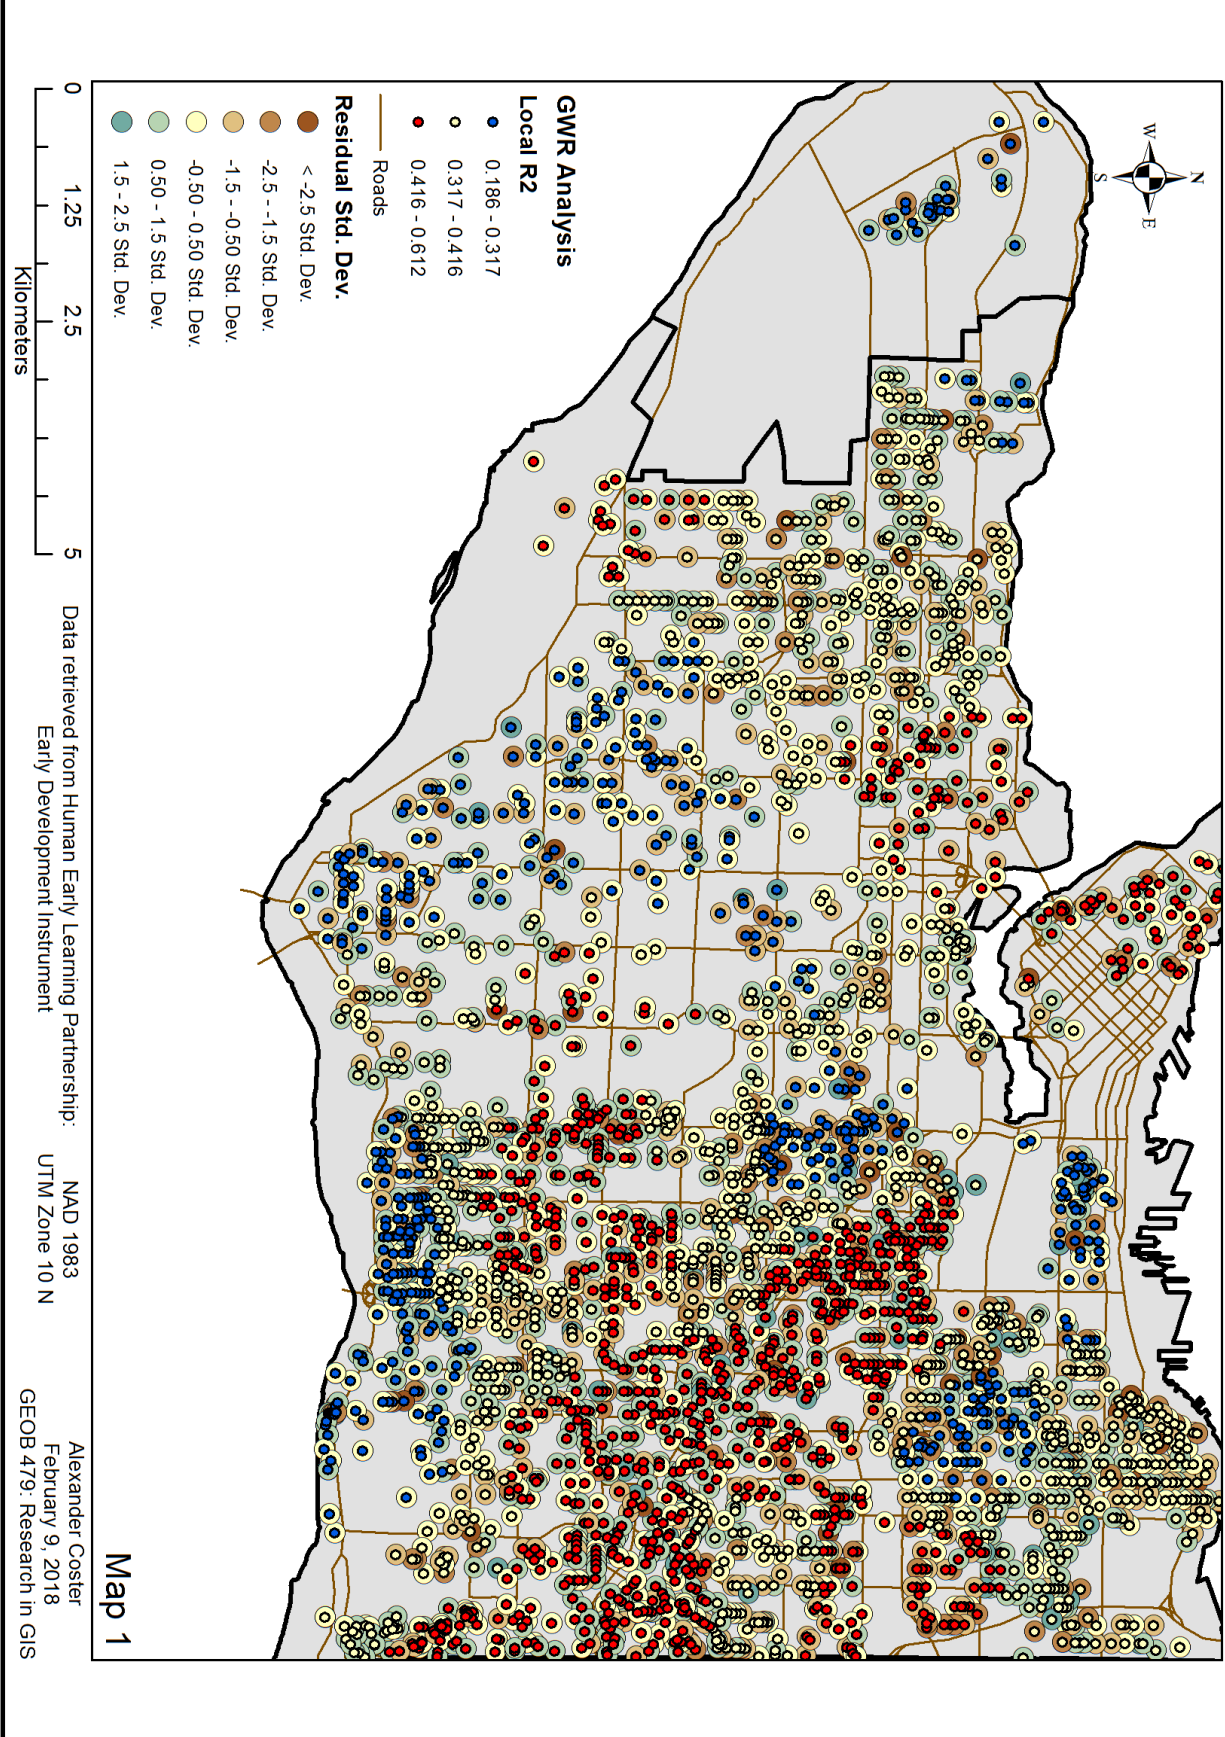 N
W
E
S
GWR Analysis
Local R2
0.186 - 0.317
0.317 - 0.416
0.416 - 0.612
Roads
Residual Std. Dev.
< -2.5 Std. Dev.
-2.5 - -1.5 Std. Dev.
-1.5 - -0.50 Std. Dev.
-0.50 - 0.50 Std. Dev.
0.50 - 1.5 Std. Dev.
1.5 - 2.5 Std. Dev.
Map 1
0 1.25 2.5 5
Kilometers
Data retrieved from Human Early Learning Partnership:
Early Development Instrument
NAD 1983
UTM Zone 10 N
Alexander Coster
February 9, 2018
GEOB 479: Research in GIS